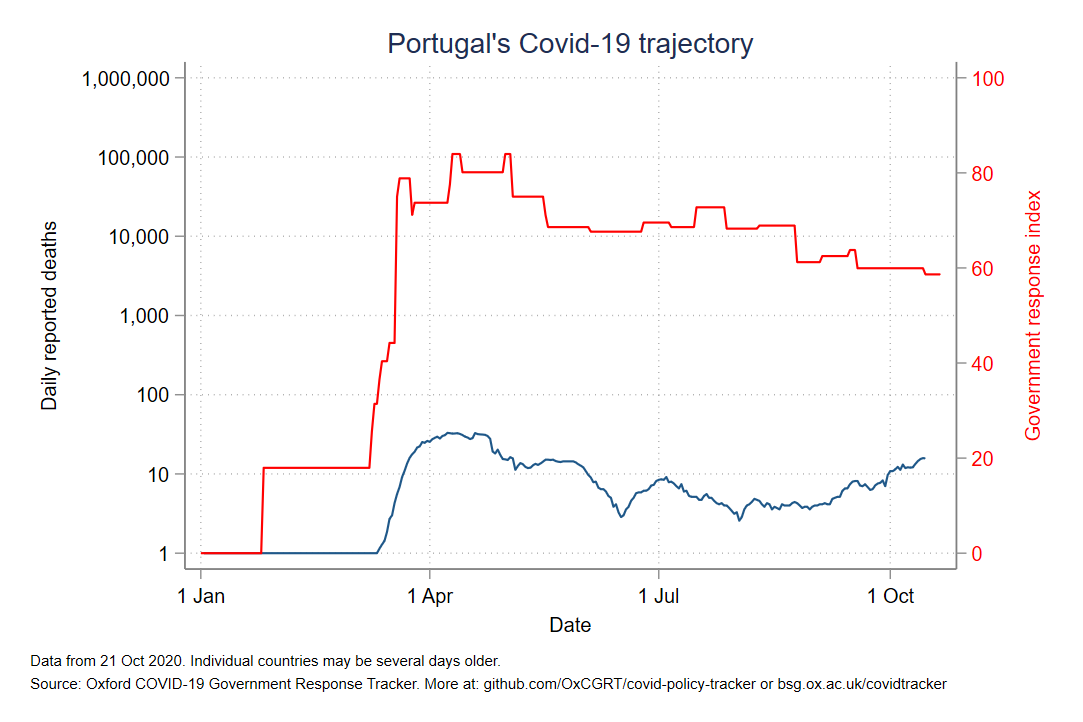 Portugal's Covid-19 trajectory
1,000,000
100,000
10,000
1,000
100
10
1
Daily reported deaths
100
80
60
40
20
0
Government response index
1 Jan
1 Apr
1 Jul
1 Oct
Date
Data from 21 Oct 2020. Individual countries may be several days older.
Source: Oxford COVID-19 Government Response Tracker. More at: github.com/OxCGRT/covid-policy-tracker or bsg.ox.ac.uk/covidtracker